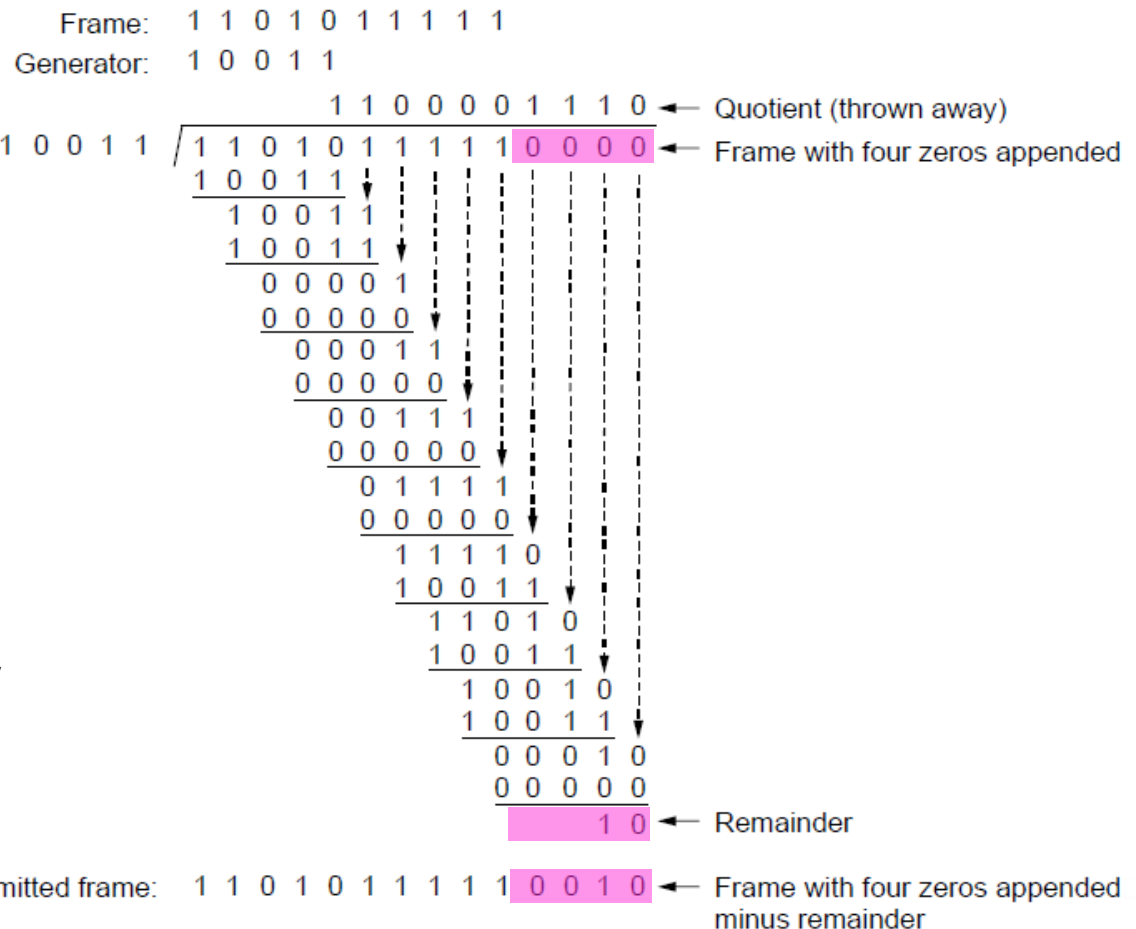 Frame: 1 1 0 1 0 1 1 1 1 1
Generator: 1 0 0 1 1
1 1 0 0 0 0 1 1 1 0 Quotient (thrown away)
1 0 0 1 1 1 1 0 1 0 1 1 1 1 1 0 0 0 0 Frame with four zeros appended
1 0 0 1 1
1 0 0 1 1
1 0 0 1 1
0 0 0 0 1
0 0 0 0 0
0 0 0 1 1
0 0 0 0 0
0 0 1 1 1
0 0 0 0 0
0 1 1 1 1
0 0 0 0 0
1 1 1 1 0
1 0 0 1 1
1 1 0 1 0
1 0 0 1 1
1 0 0 1 0
1 0 0 1 1
0 0 0 1 0
0 0 0 0 0
1 0 Remainder
mitted frame: 1 1 0 1 0 1 1 1 1 1 0 0 1 0 Frame with four zeros appended
minus remainder